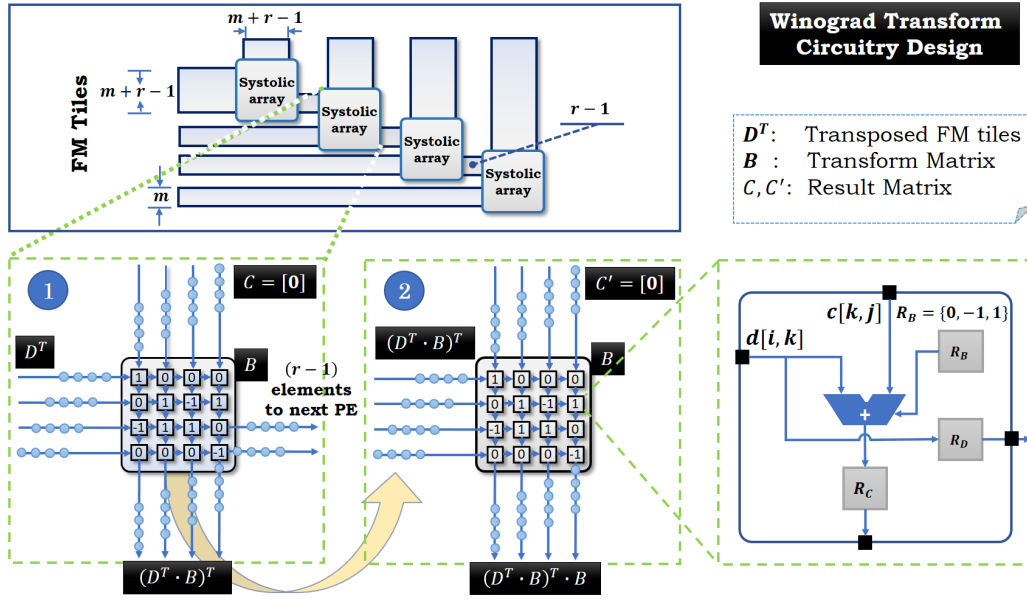 Winograd Transform
Circuitry Design
m + r − 1
m + r − 1
FM Tiles
m
Systolic
array
Systolic
array
Systolic
array
Systolic
array
r − 1
D^T: Transposed FM tiles
B : Transform Matrix
C, C′: Result Matrix
1
C = [0]
D^T
B
1 0 0 0
0 1 -1 1
-1 1 1 0
0 0 0 -1
(r − 1)
elements
to next PE
(D^T · B)^T
2
C′ = [0]
(D^T · B)^T
B
1 0 0 0
0 1 -1 1
-1 1 1 0
0 0 0 -1
(D^T · B)^T · B
c[k, j]
R_B = {0, −1, 1}
d[i, k]
R_B
+
R_D
R_C